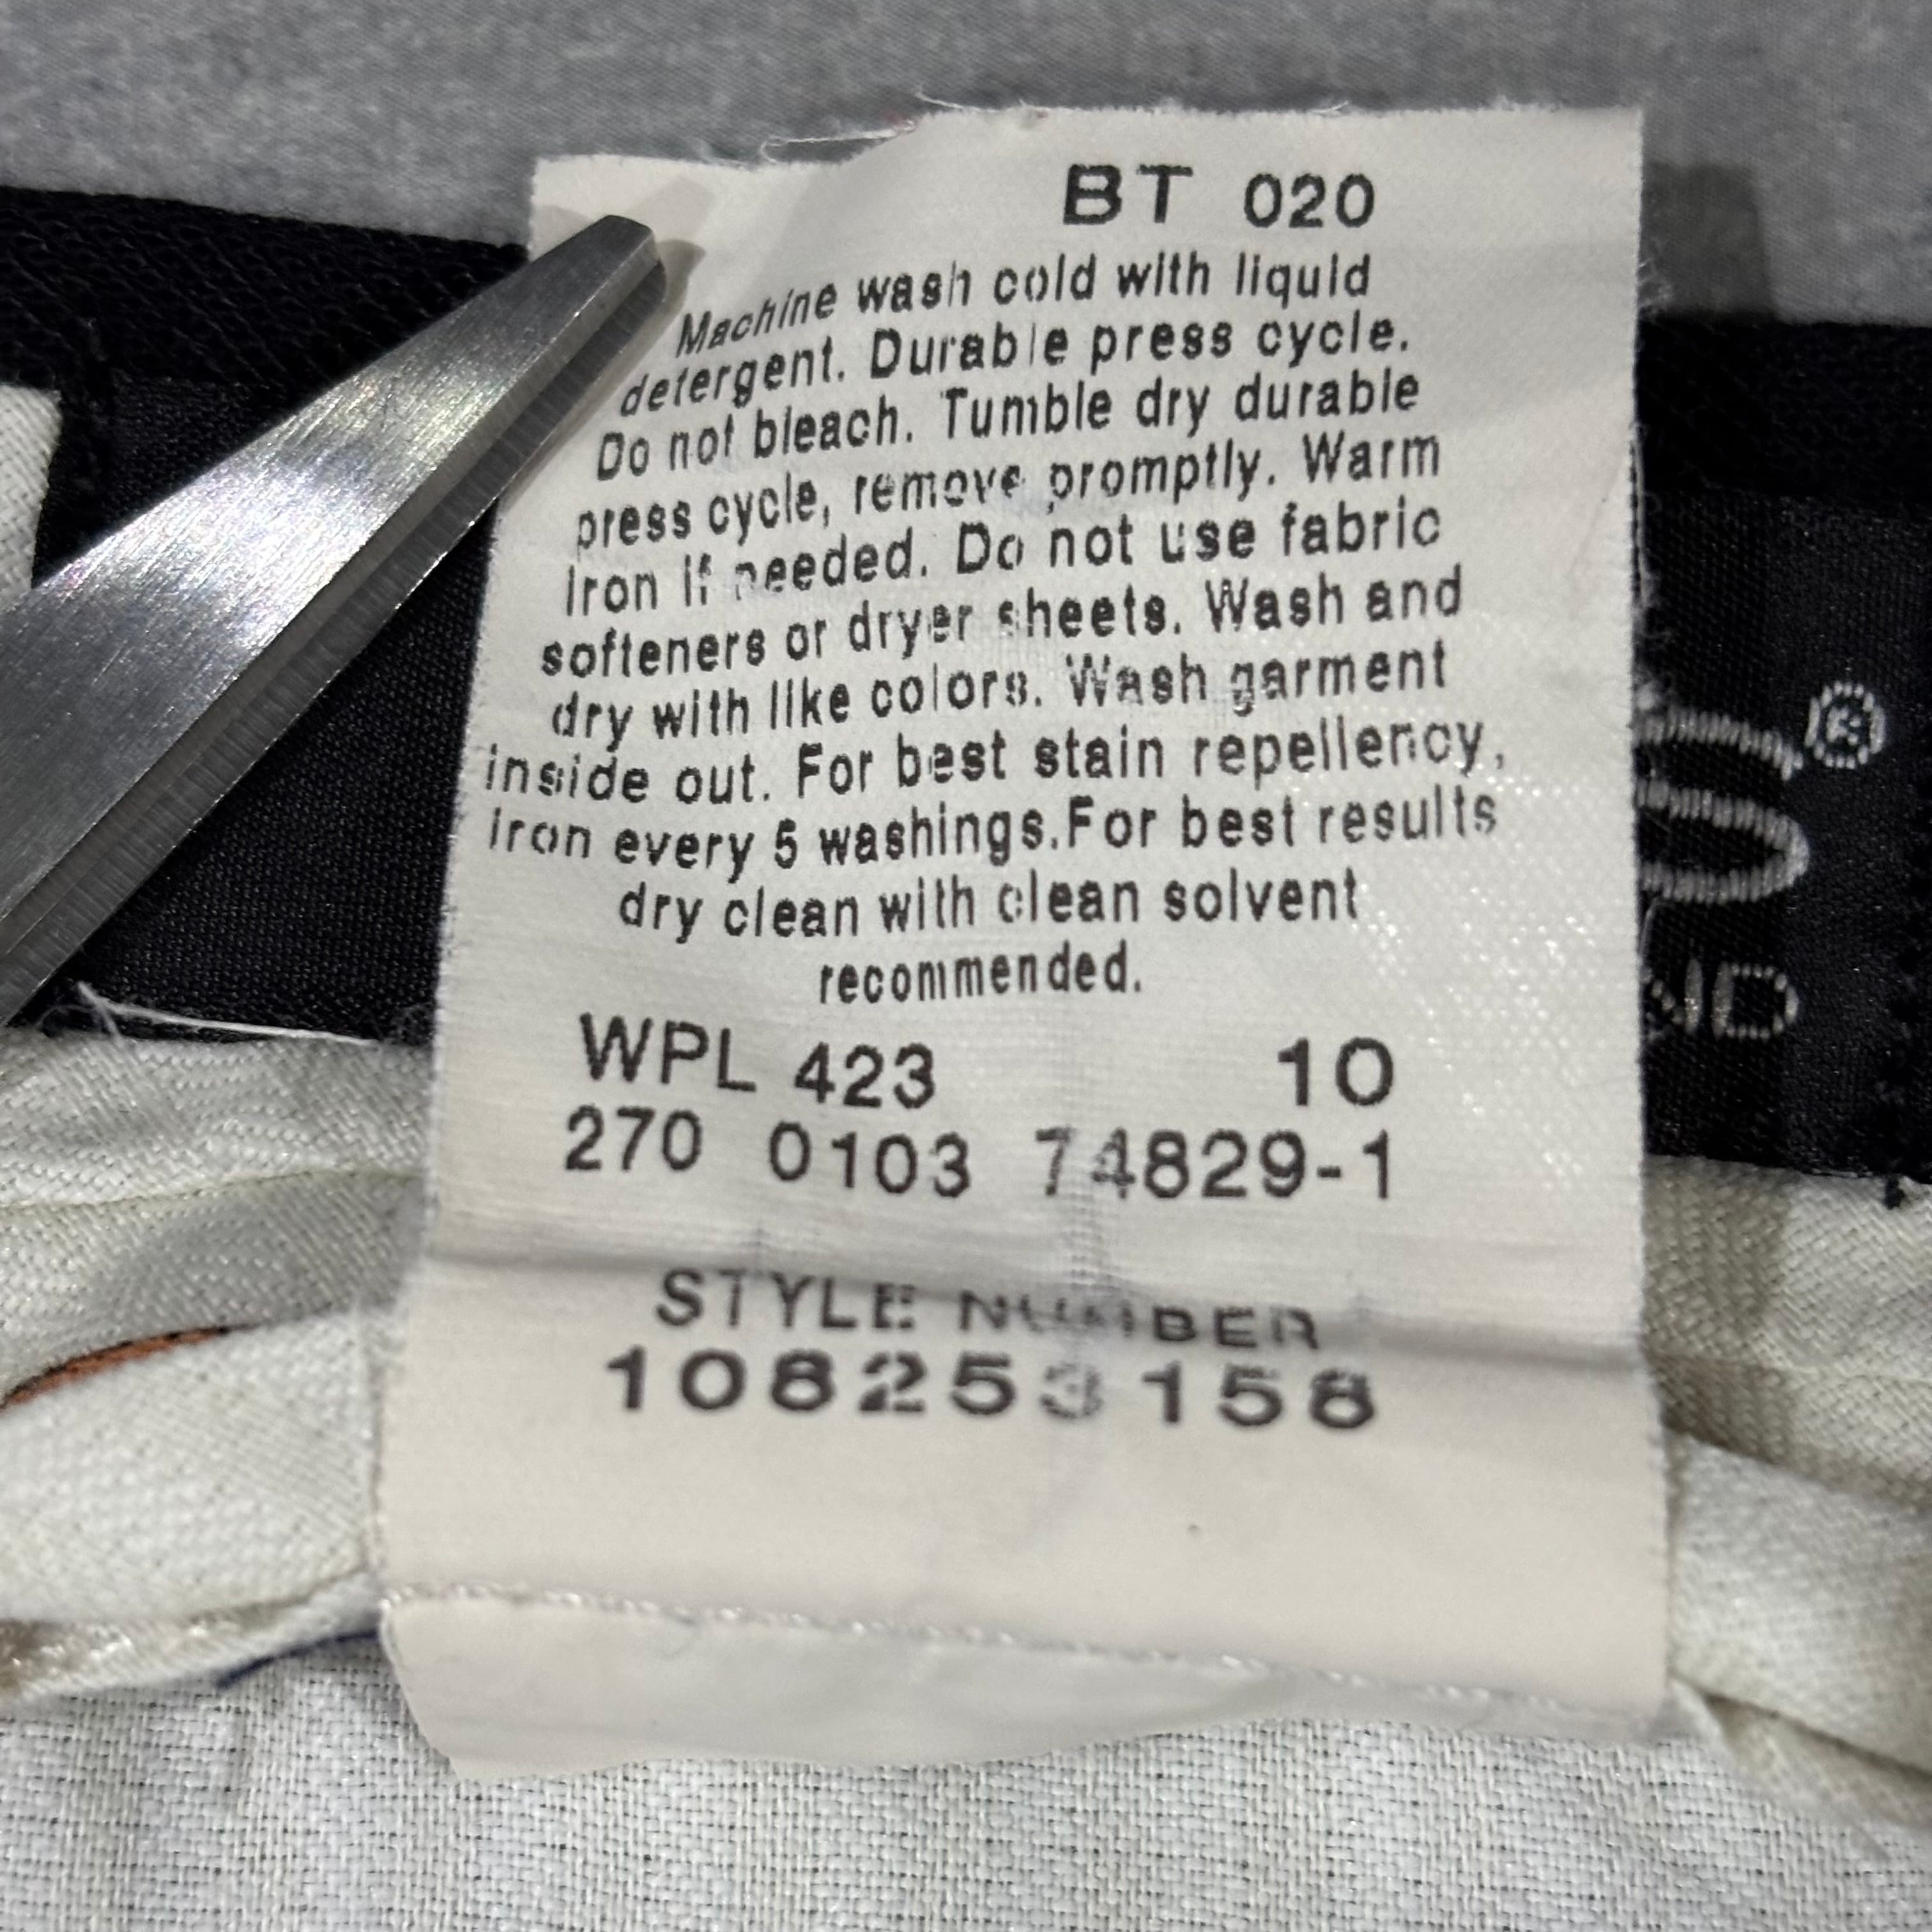 BT 020
Machine wash cold with liquid
detergent. Durable press cycle.
Do not bleach. Tumble dry durable
press cycle, remove promptly. Warm
iron if needed. Do not use fabric
softeners or dryer sheets. Wash and
dry with like colors. Wash garment
inside out. For best stain repellency,
iron every 5 washings.For best results
dry clean with clean solvent
recommended.
WPL 423 10
270 0103 74829-1
STYLE NUMBER
108253158
S®
ND